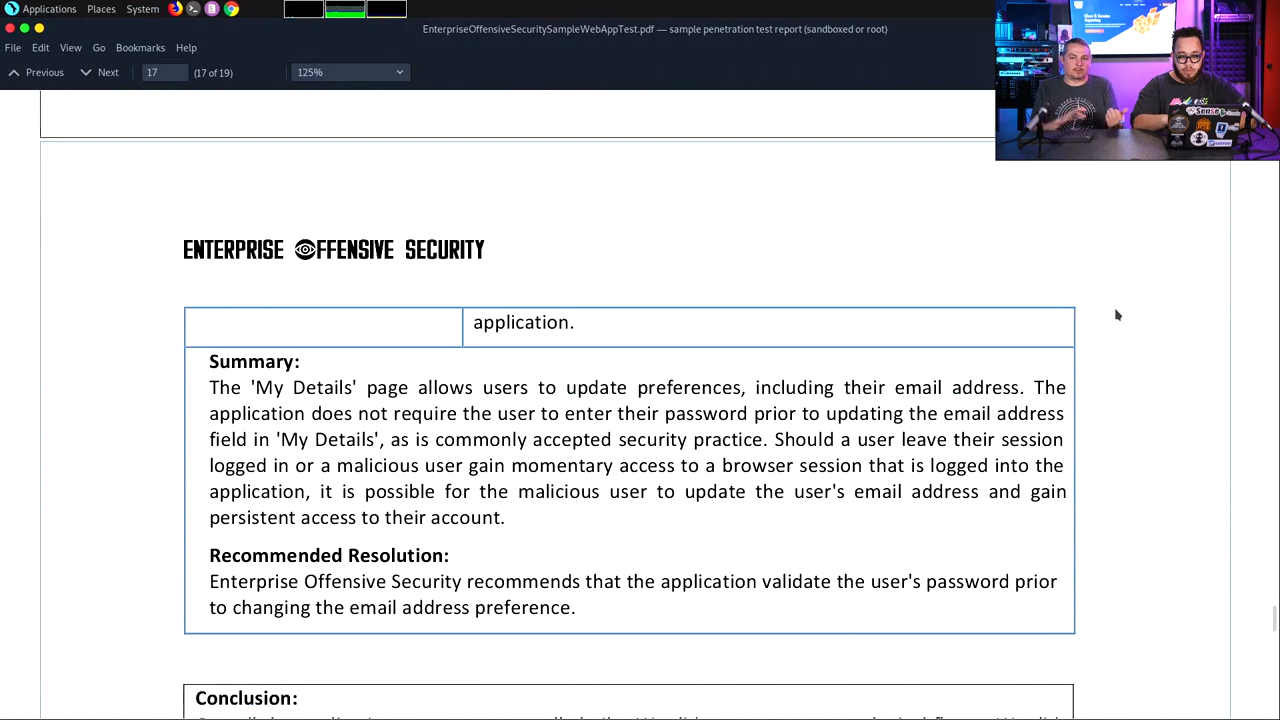 Applications Places System
EnterpriseOffensiveSecuritySampleWebAppTest sample penetration test report (sandboxed or not)
File Edit View Go Bookmarks Help
Previous Next 17 (17 of 19) 125%
ENTERPRISE OFFENSIVE SECURITY
application.
Summary:
The 'My Details' page allows users to update preferences, including their email address. The
application does not require the user to enter their password prior to updating the email address
field in 'My Details', as is commonly accepted security practice. Should a user leave their session
logged in or a malicious user gain momentary access to a browser session that is logged into the
application, it is possible for the malicious user to update the user's email address and gain
persistent access to their account.
Recommended Resolution:
Enterprise Offensive Security recommends that the application validate the user's password prior
to changing the email address preference.
Conclusion: